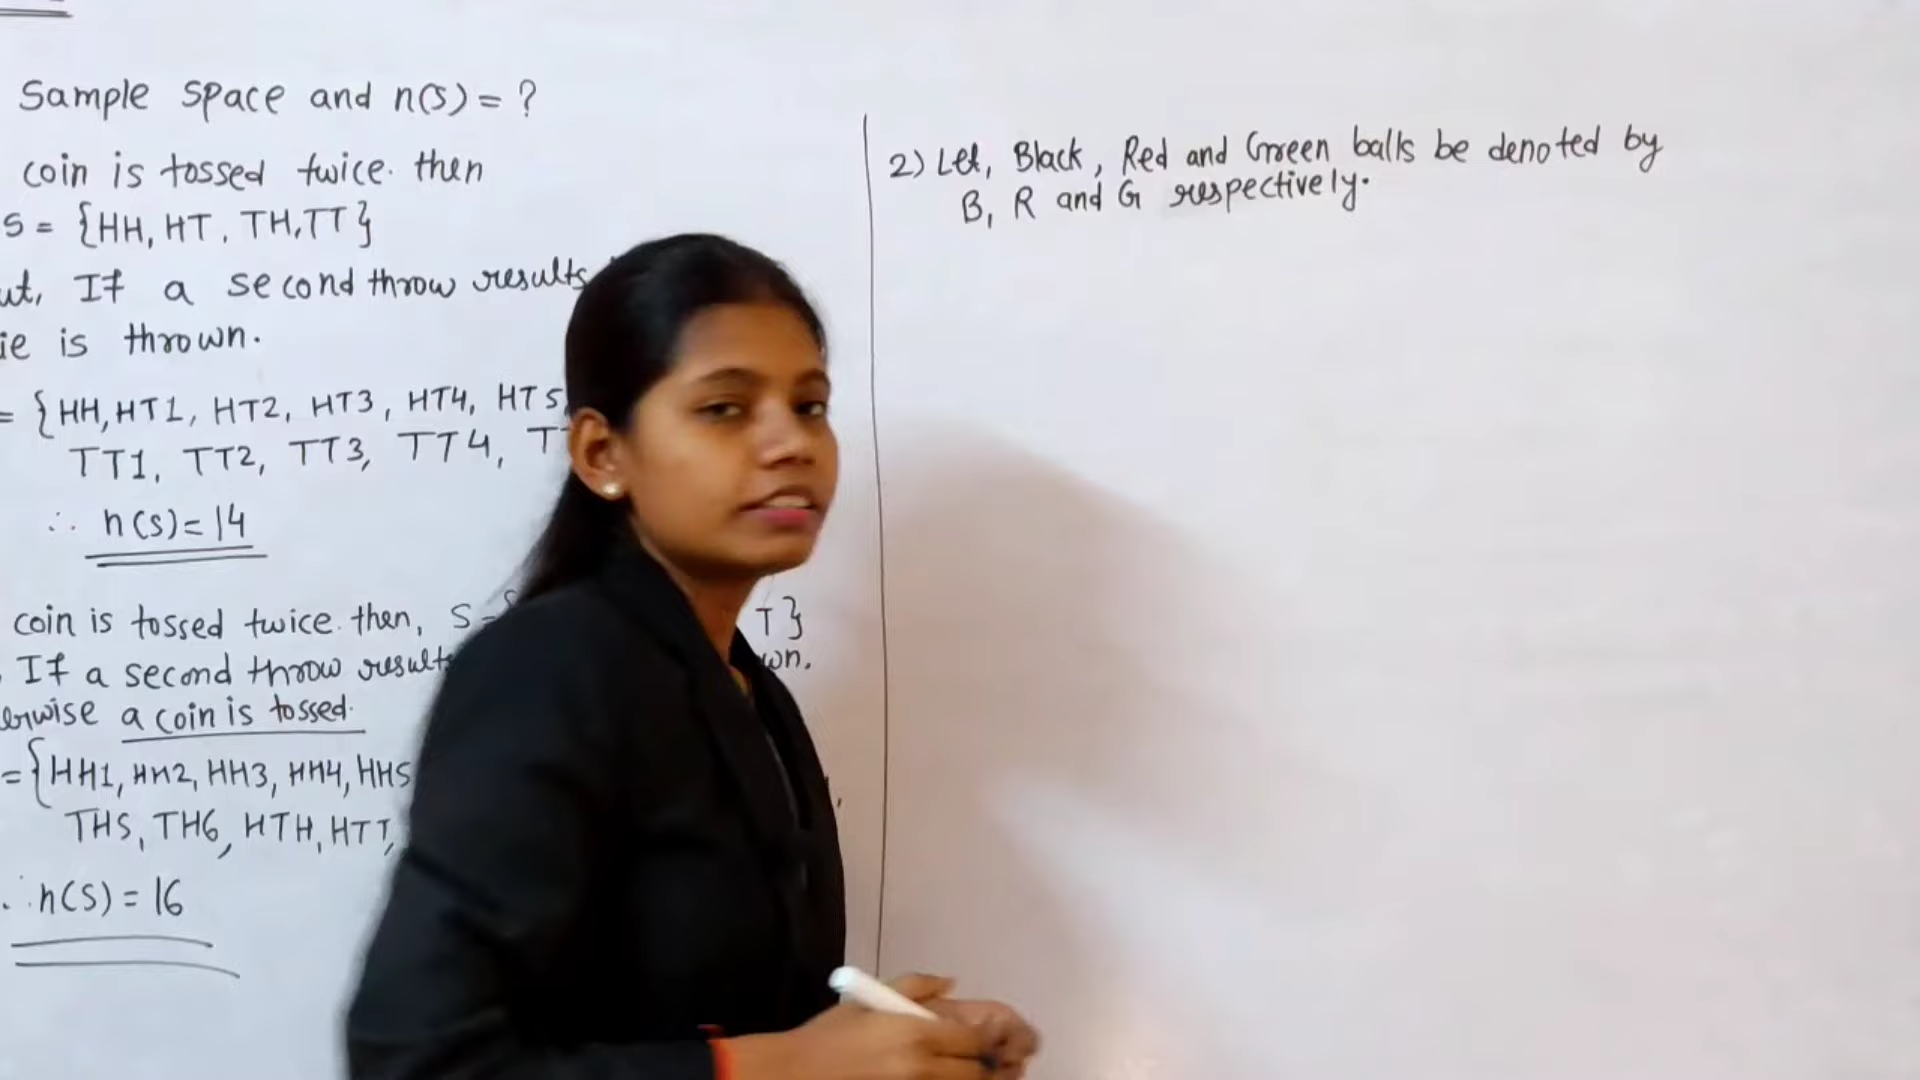 Sample space and n(S) = ?
coin is tossed twice. then
S = {HH, HT, TH, TT}
ut, If a second throw results
ie is thrown.
= {HH, HT1, HT2, HT3, HT4, HT5,
TT1, TT2, TT3, TT4, T
∴ n(S) = 14
coin is tossed twice then, S = T}
If a second throw result wn.
erwise a coin is tossed.
= {HH1, HH2, HH3, HH4, HH5
TH5, TH6, HTH, HTT,
∴ n(S) = 16
2) Let, Black, Red and Green balls be denoted by
B, R and G respectively.